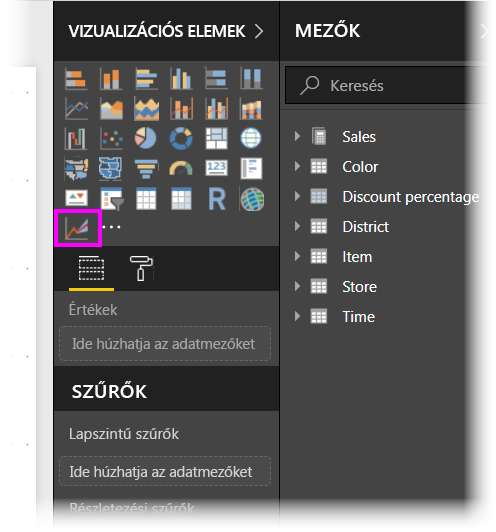 VIZUALIZÁCIÓS ELEMEK
123
R
Értékek
Ide húzhatja az adatmezőket
SZŰRŐK
Lapszintű szűrők
Ide húzhatja az adatmezőket
Részletezési szűrők
MEZŐK
Keresés
Sales
Color
Discount percentage
District
Item
Store
Time